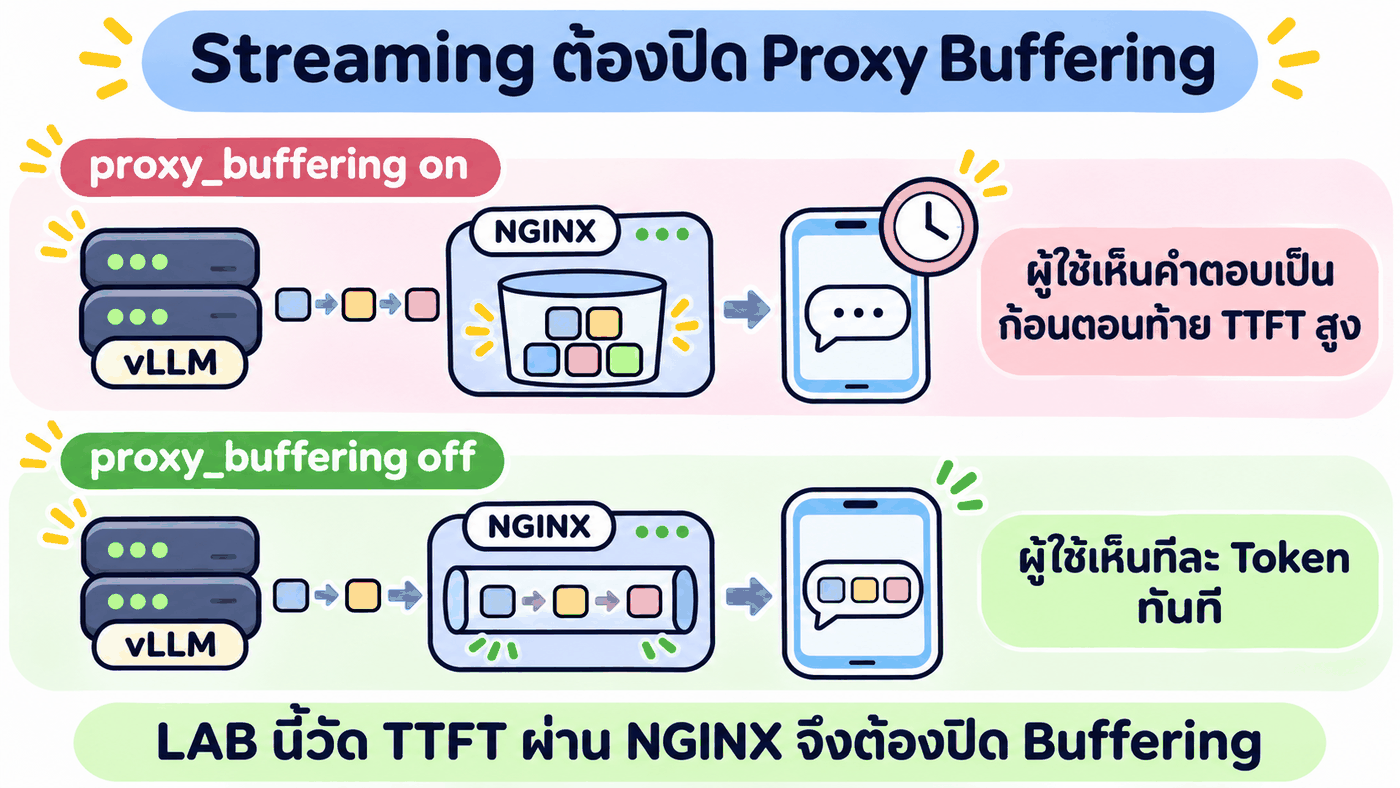 Streaming ต้องปิด Proxy Buffering
proxy_buffering on
vLLM
NGINX
ผู้ใช้เห็นคำตอบเป็น
ก้อนตอนท้าย TTFT สูง
proxy_buffering off
vLLM
NGINX
ผู้ใช้เห็นทีละ Token
ทันที
LAB นี้วัด TTFT ผ่าน NGINX จึงต้องปิด Buffering